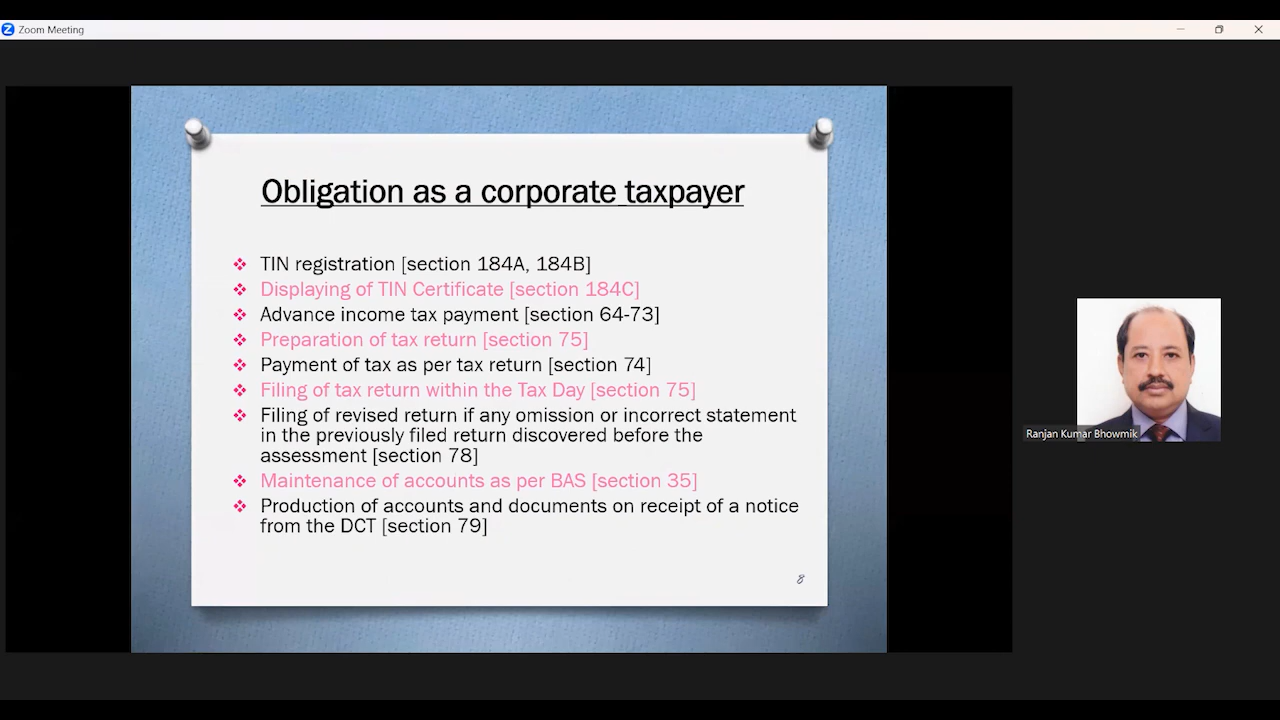 Zoom Meeting
Obligation as a corporate taxpayer
TIN registration [section 184A, 184B]
Displaying of TIN Certificate [section 184C]
Advance income tax payment [section 64-73]
Preparation of tax return [section 75]
Payment of tax as per tax return [section 74]
Filing of tax return within the Tax Day [section 75]
Filing of revised return if any omission or incorrect statement
in the previously filed return discovered before the
assessment [section 78]
Maintenance of accounts as per BAS [section 35]
Production of accounts and documents on receipt of a notice
from the DCT [section 79]
8
Ranjan Kumar Bhowmik